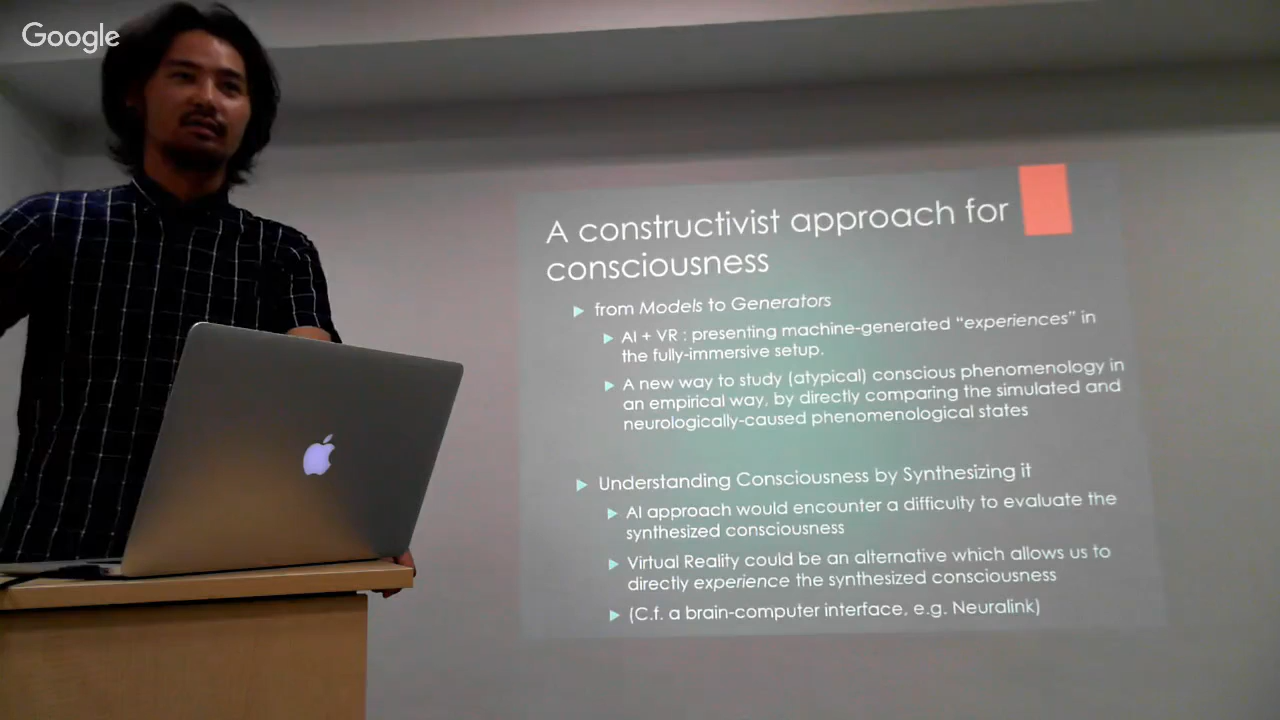 Google
A constructivist approach for
consciousness
from Models to Generators
AI + VR : presenting machine-generated “experiences” in
the fully-immersive setup.
A new way to study (atypical) conscious phenomenology in
an empirical way, by directly comparing the simulated and
neurologically-caused phenomenological states
Understanding Consciousness by Synthesizing it
AI approach would encounter a difficulty to evaluate the
synthesized consciousness
Virtual Reality could be an alternative which allows us to
directly experience the synthesized consciousness
(C.f. a brain-computer interface, e.g. Neuralink)